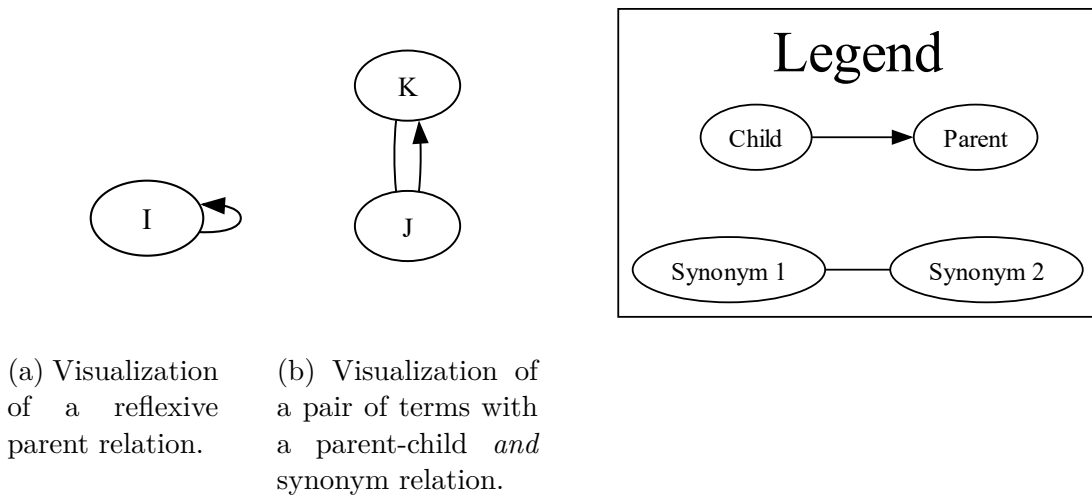 K
I
J
Legend
Child
Parent
Synonym 1
Synonym 2
(a) Visualization
of a reflexive
parent relation.
(b) Visualization of
a pair of terms with
a parent-child and
synonym relation.